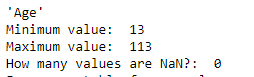 'Age'
Minimum value:  13
Maximum value:  113
How many values are NaN?:  0